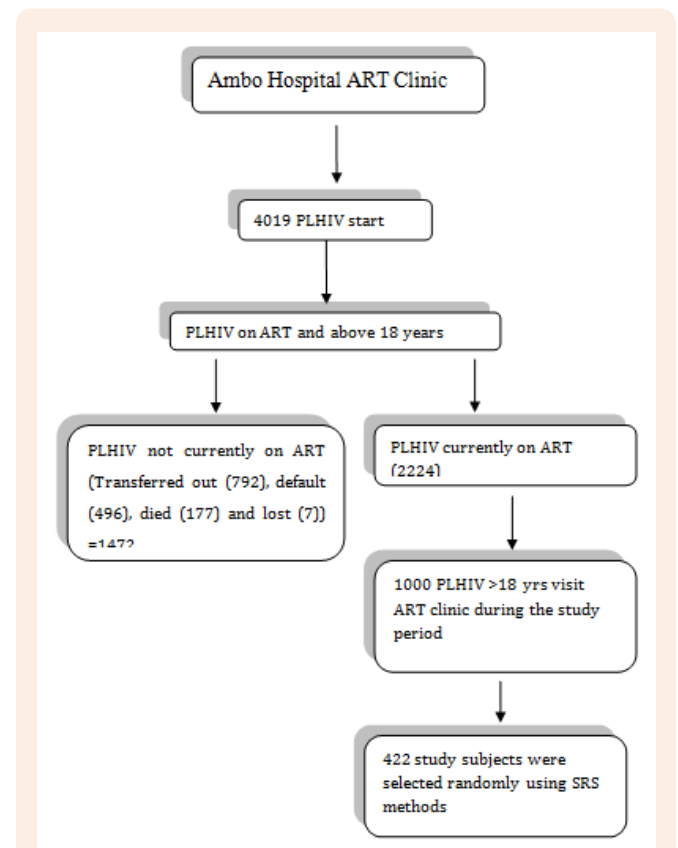 Ambo Hospital ART Clinic
4019 PLHIV start
PLHIV on ART and above 18 years
PLHIV not currently on ART
(Transferred out (792), default
(496), died (177) and lost (7))
=1472
PLHIV currently on ART
(2224)
1000 PLHIV >18 yrs visit
ART clinic during the study
period
422 study subjects were
selected randomly using SRS
methods